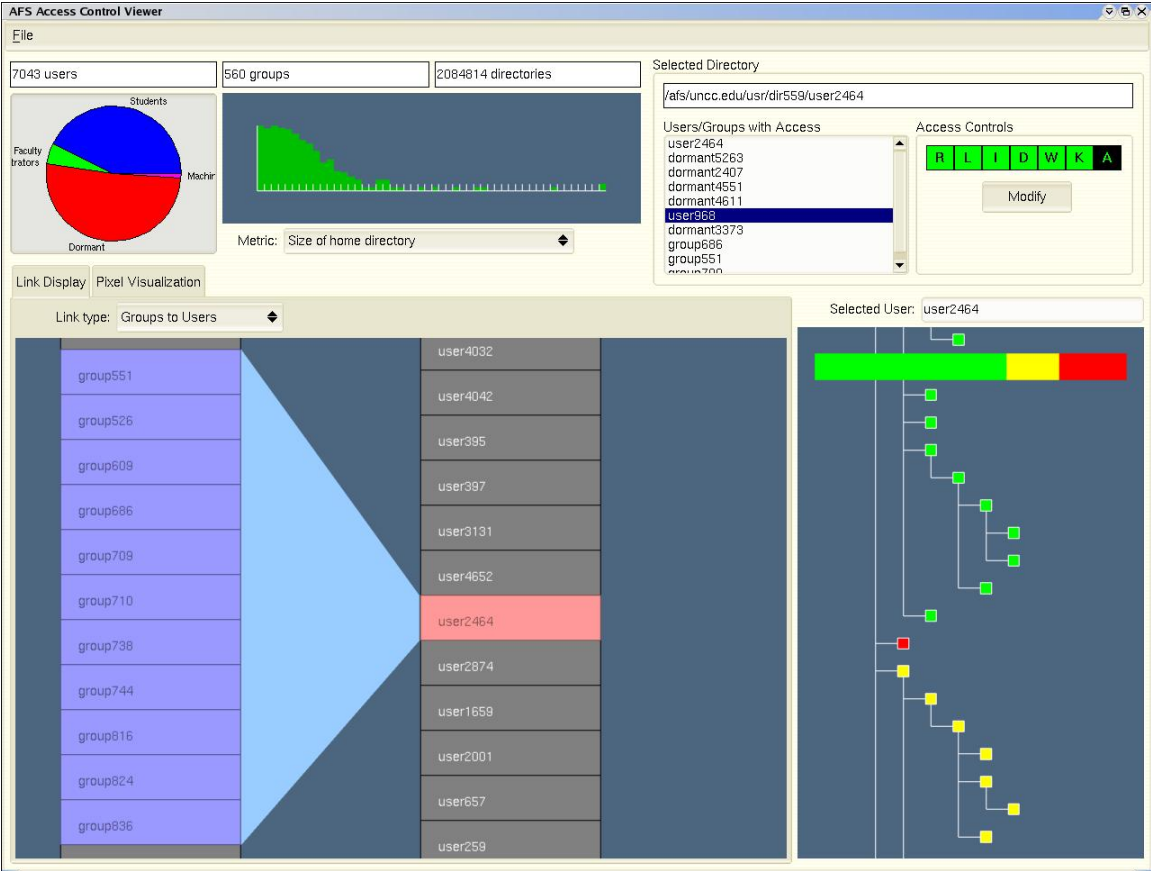 AFS Access Control Viewer
File
7043 users
560 groups
2084814 directories
Students
Faculty
trators
Machir
Dormant
Metric: Size of home directory
Selected Directory
/afs/uncc.edu/usr/dir559/user2464
Users/Groups with Access
user2464
dormant5263
dormant2407
dormant4551
dormant4611
user968
dormant3373
group686
group551
group709
Access Controls
R L I D W K A
Modify
Link Display
Pixel Visualization
Link type: Groups to Users
group551
group526
group609
group686
group709
group710
group738
group744
group816
group824
group836
user4032
user4042
user395
user397
user3131
user4652
user2464
user2874
user1659
user2001
user657
user259
Selected User: user2464